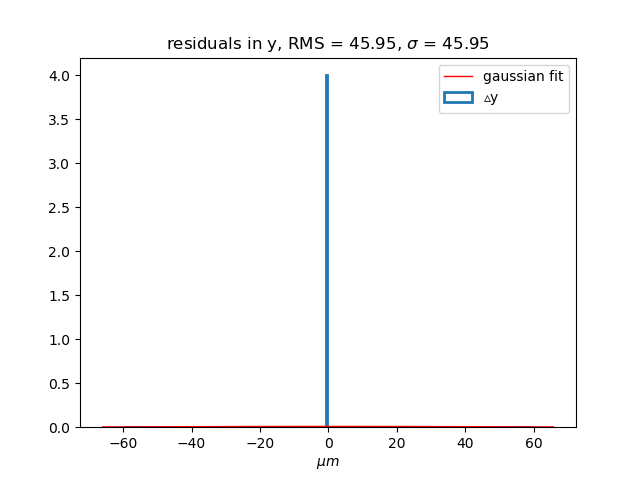 residuals in y, RMS = 45.95, σ = 45.95
gaussian fit
▵y
4.0
3.5
3.0
2.5
2.0
1.5
1.0
0.5
0.0
−60 −40 −20 0 20 40 60
μm